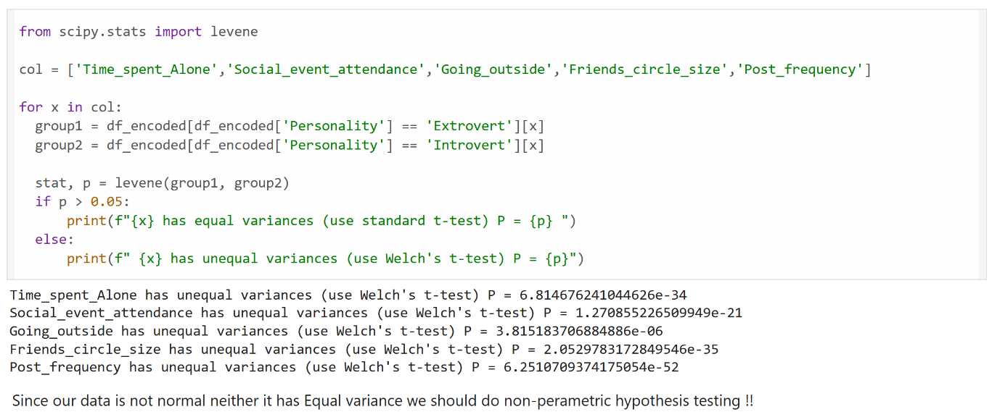 from scipy.stats import levene
col = ['Time_spent_Alone','Social_event_attendance','Going_outside','Friends_circle_size','Post_frequency']
for x in col:
  group1 = df_encoded[df_encoded['Personality'] == 'Extrovert'][x]
  group2 = df_encoded[df_encoded['Personality'] == 'Introvert'][x]
  stat, p = levene(group1, group2)
  if p > 0.05:
      print(f"{x} has equal variances (use standard t-test) P = {p} ")
  else:
      print(f" {x} has unequal variances (use Welch's t-test) P = {p}")
Time_spent_Alone has unequal variances (use Welch's t-test) P = 6.814676241044626e-34
Social_event_attendance has unequal variances (use Welch's t-test) P = 1.270855226509949e-21
Going_outside has unequal variances (use Welch's t-test) P = 3.815183706884886e-06
Friends_circle_size has unequal variances (use Welch's t-test) P = 2.0529783172849546e-35
Post_frequency has unequal variances (use Welch's t-test) P = 6.2510709374175054e-52
Since our data is not normal neither it has Equal variance we should do non-perametric hypothesis testing !!